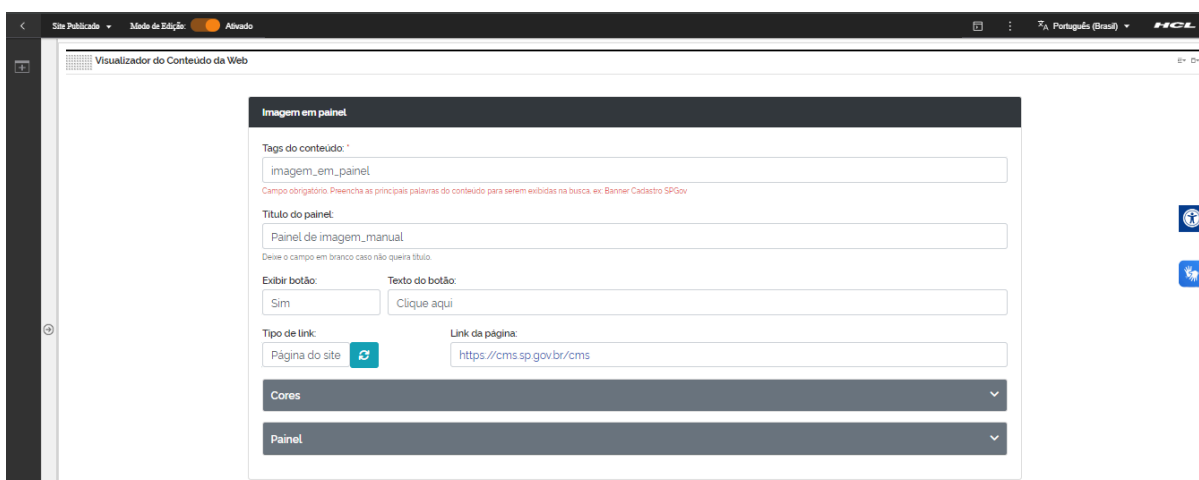 Site Publicado Modo de Edição: Ativado Português (Brasil) HCL
Visualizador do Conteúdo da Web
Imagem em painel
Tags do conteúdo: *
imagem_em_painel
Campo obrigatório. Preencha as principais palavras do conteúdo para serem exibidas na busca, ex: Banner Cadastro SPGov
Título do painel:
Painel de imagem_manual
Deixe o campo em branco caso não queira título.
Exibir botão: Texto do botão:
Sim Clique aqui
Tipo de link: Link da página:
Página do site https://cms.sp.gov.br/cms
Cores
Painel